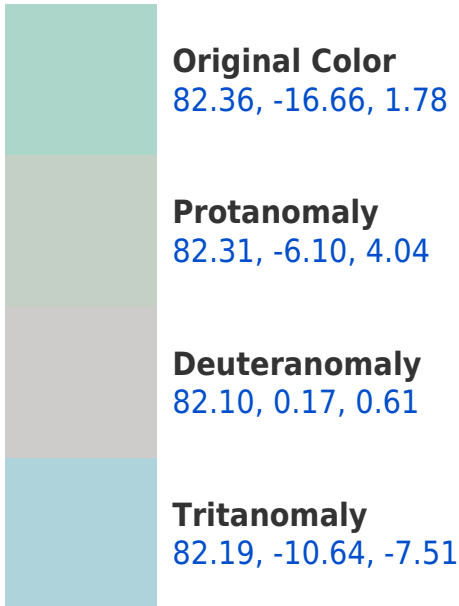 Original Color
82.36, -16.66, 1.78
Protanomaly
82.31, -6.10, 4.04
Deuteranomaly
82.10, 0.17, 0.61
Tritanomaly
82.19, -10.64, -7.51